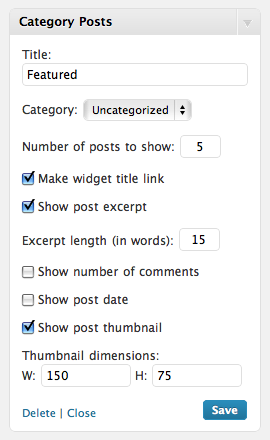 Category Posts
Title:
Featured
Category: Uncategorized
Number of posts to show: 5
Make widget title link
Show post excerpt
Excerpt length (in words): 15
Show number of comments
Show post date
Show post thumbnail
Thumbnail dimensions:
W: 150 H: 75
Delete | Close Save